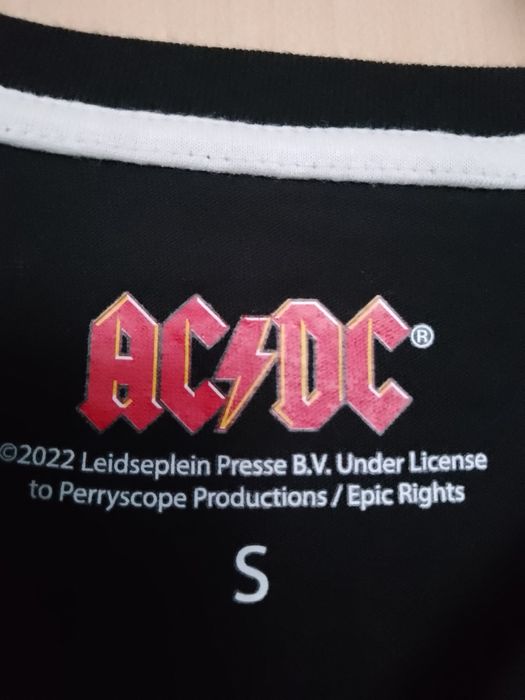 AC/DC®
©2022 Leidseplein Presse B.V. Under License
to Perryscope Productions / Epic Rights
S